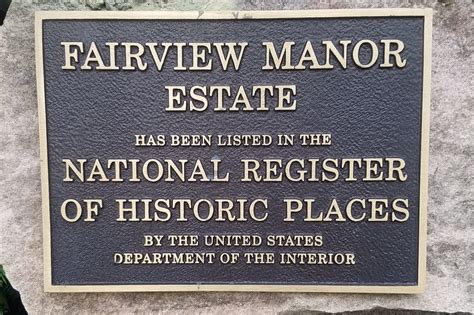 FAIRVIEW MANOR
ESTATE
HAS BEEN LISTED IN THE
NATIONAL REGISTER
OF HISTORIC PLACES
BY THE UNITED STATES
DEPARTMENT OF THE INTERIOR